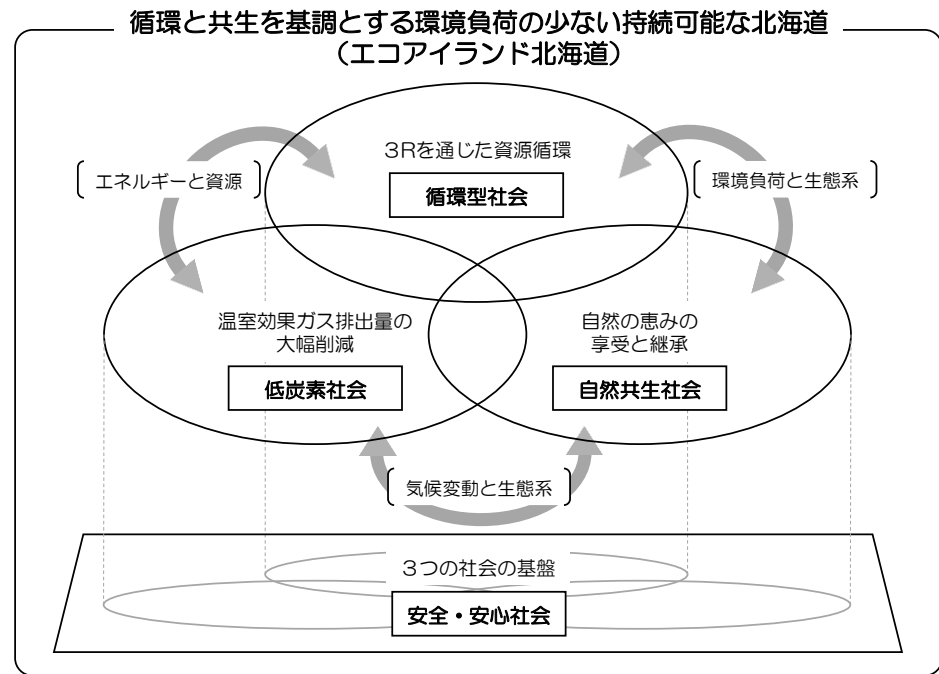 循環と共生を基調とする環境負荷の少ない持続可能な北海道
（エコアイランド北海道）
3Rを通じた資源循環
循環型社会
エネルギーと資源
環境負荷と生態系
温室効果ガス排出量の
大幅削減
低炭素社会
自然の恵みの
享受と継承
自然共生社会
気候変動と生態系
3つの社会の基盤
安全・安心社会